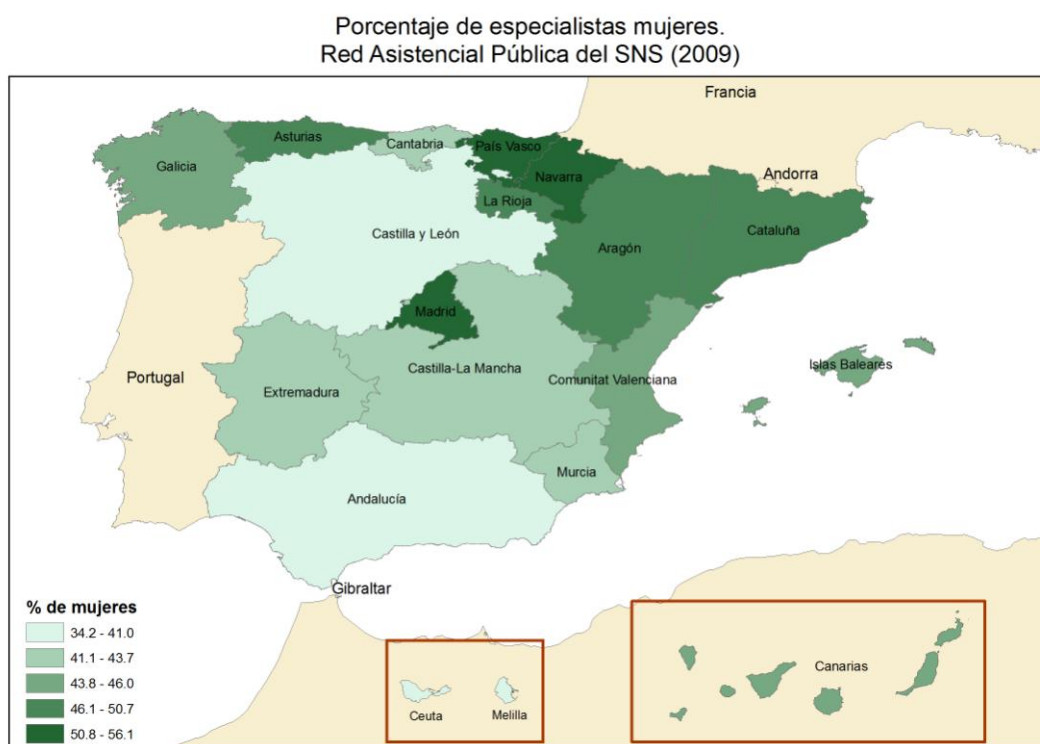 Porcentaje de especialistas mujeres.
Red Asistencial Pública del SNS (2009)
Francia
Asturias
Cantabria
País Vasco
Galicia
Navarra
Andorra
La Rioja
Castilla y León
Aragón
Cataluña
Madrid
Portugal
Castilla-La Mancha
Comunitat Valenciana
Islas Baleares
Extremadura
Murcia
Andalucía
Gibraltar
% de mujeres
34.2 - 41.0
41.1 - 43.7
43.8 - 46.0
46.1 - 50.7
50.8 - 56.1
Ceuta
Melilla
Canarias